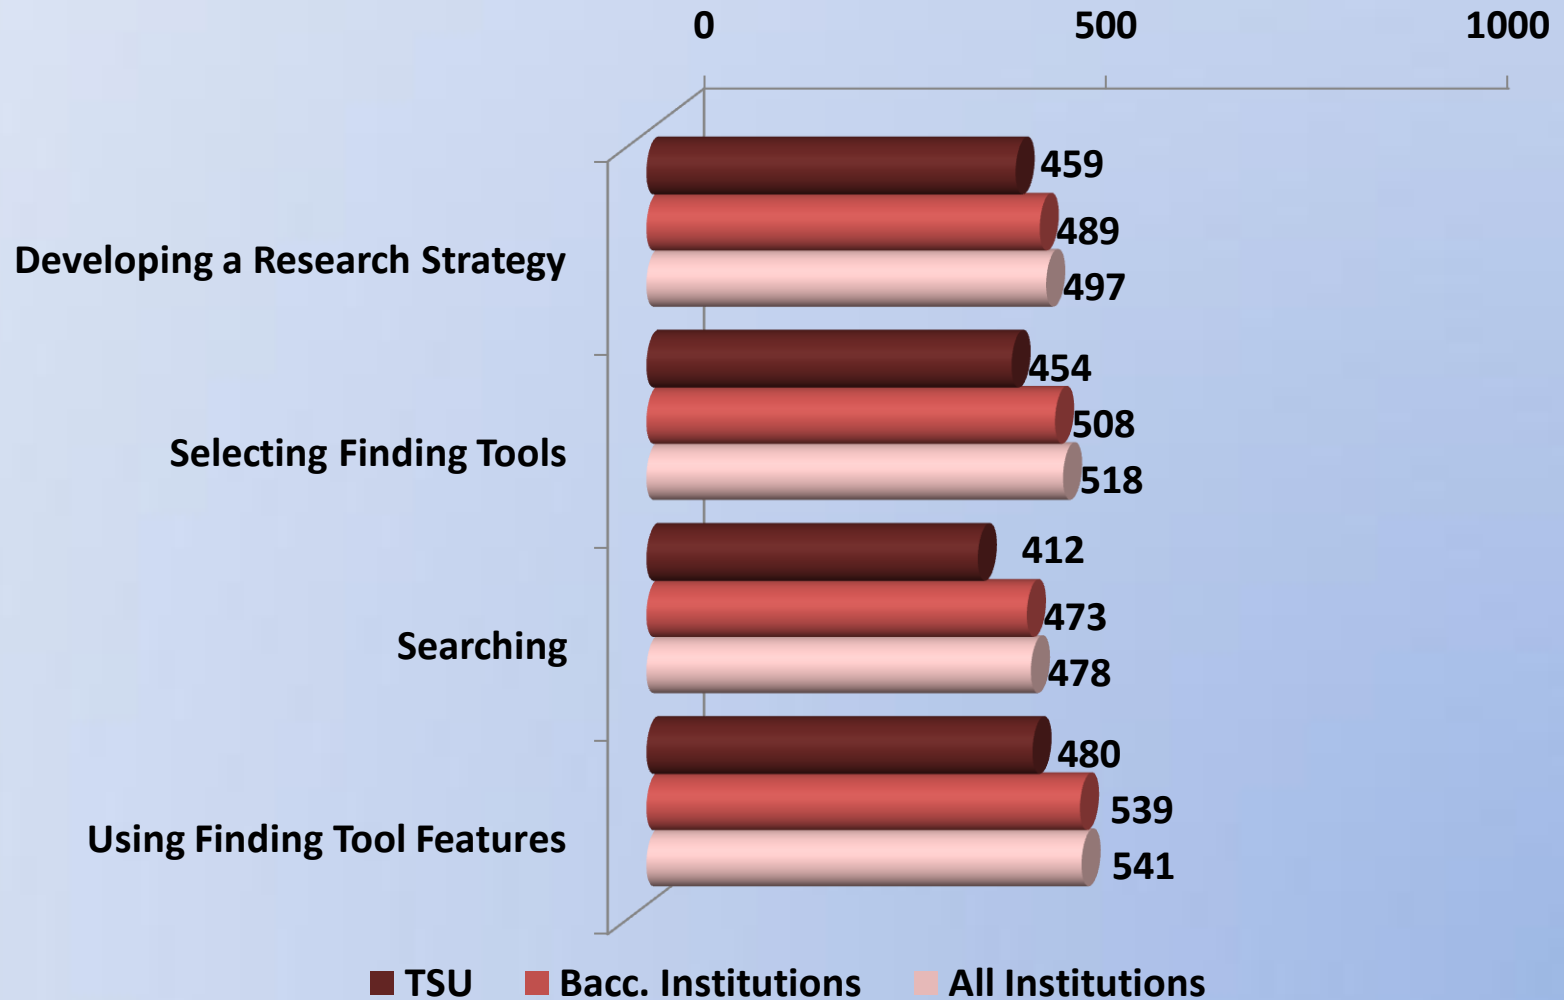 0 500 1000
459
489
Developing a Research Strategy
497
454
508
Selecting Finding Tools
518
412
473
Searching
478
480
539
Using Finding Tool Features
541
TSU Bacc. Institutions All Institutions